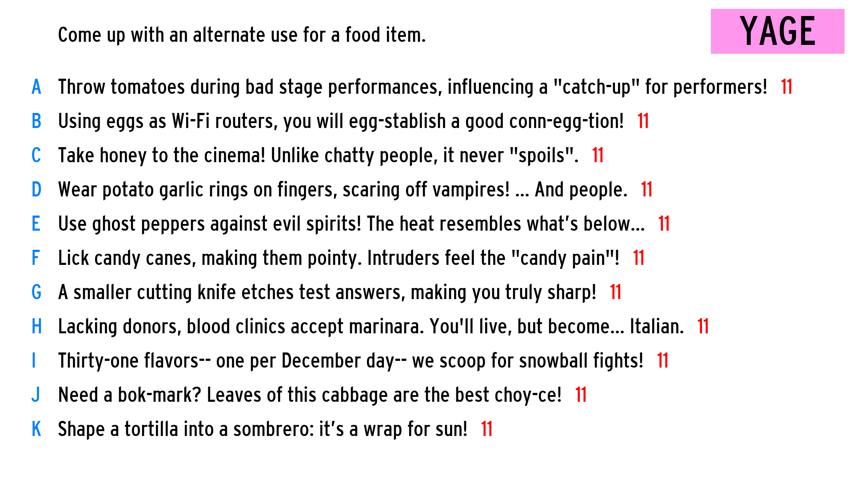 Come up with an alternate use for a food item.
YAGE
A Throw tomatoes during bad stage performances, influencing a "catch-up" for performers! 11
B Using eggs as Wi-Fi routers, you will egg-stablish a good conn-egg-tion! 11
C Take honey to the cinema! Unlike chatty people, it never "spoils". 11
D Wear potato garlic rings on fingers, scaring off vampires! ... And people. 11
E Use ghost peppers against evil spirits! The heat resembles what's below... 11
F Lick candy canes, making them pointy. Intruders feel the "candy pain"! 11
G A smaller cutting knife etches test answers, making you truly sharp! 11
H Lacking donors, blood clinics accept marinara. You'll live, but become... Italian. 11
I Thirty-one flavors-- one per December day-- we scoop for snowball fights! 11
J Need a bok-mark? Leaves of this cabbage are the best choy-ce! 11
K Shape a tortilla into a sombrero: it's a wrap for sun! 11